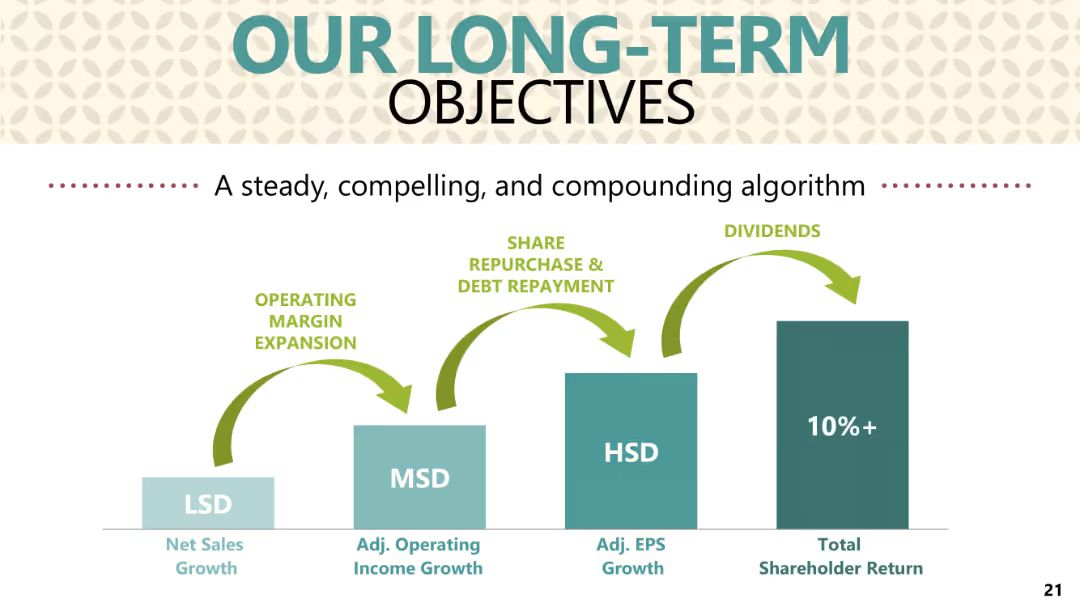 OUR LONG-TERM
OBJECTIVES
A steady, compelling, and compounding algorithm
OPERATING
MARGIN
EXPANSION
SHARE
REPURCHASE &
DEBT REPAYMENT
DIVIDENDS
LSD
MSD
HSD
10%+
Net Sales
Growth
Adj. Operating
Income Growth
Adj. EPS
Growth
Total
Shareholder Return
21